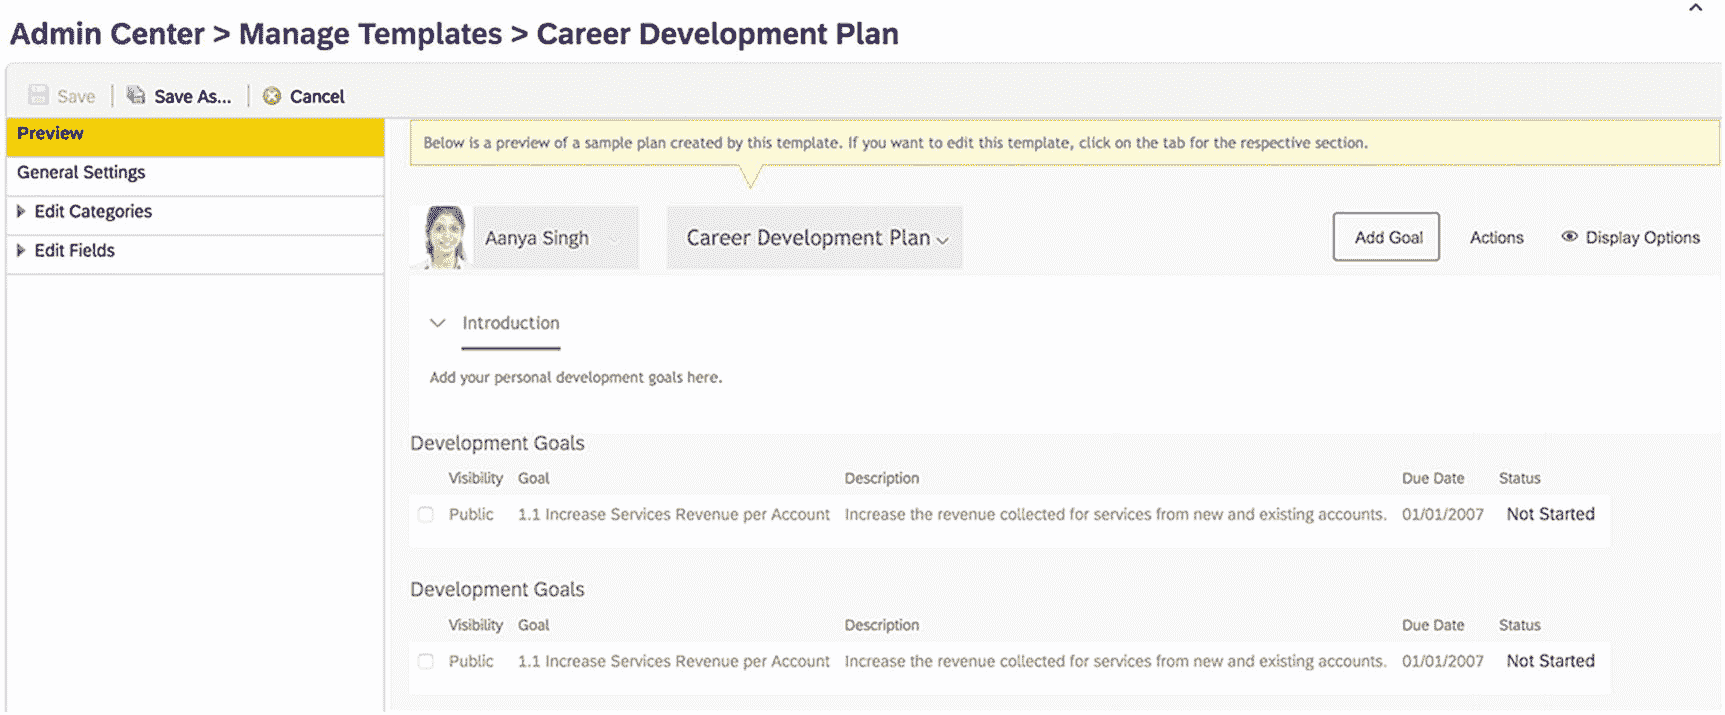 Admin Center > Manage Templates > Career Development Plan
Save | Save As... | Cancel
Preview
General Settings
Edit Categories
Edit Fields
Below is a preview of a sample plan created by this template. If you want to edit this template, click on the tab for the respective section.
Aanya Singh Career Development Plan Add Goal Actions Display Options
Introduction
Add your personal development goals here.
Development Goals
Visibility Goal Description Due Date Status
Public 1.1 Increase Services Revenue per Account Increase the revenue collected for services from new and existing accounts. 01/01/2007 Not Started
Development Goals
Visibility Goal Description Due Date Status
Public 1.1 Increase Services Revenue per Account Increase the revenue collected for services from new and existing accounts. 01/01/2007 Not Started